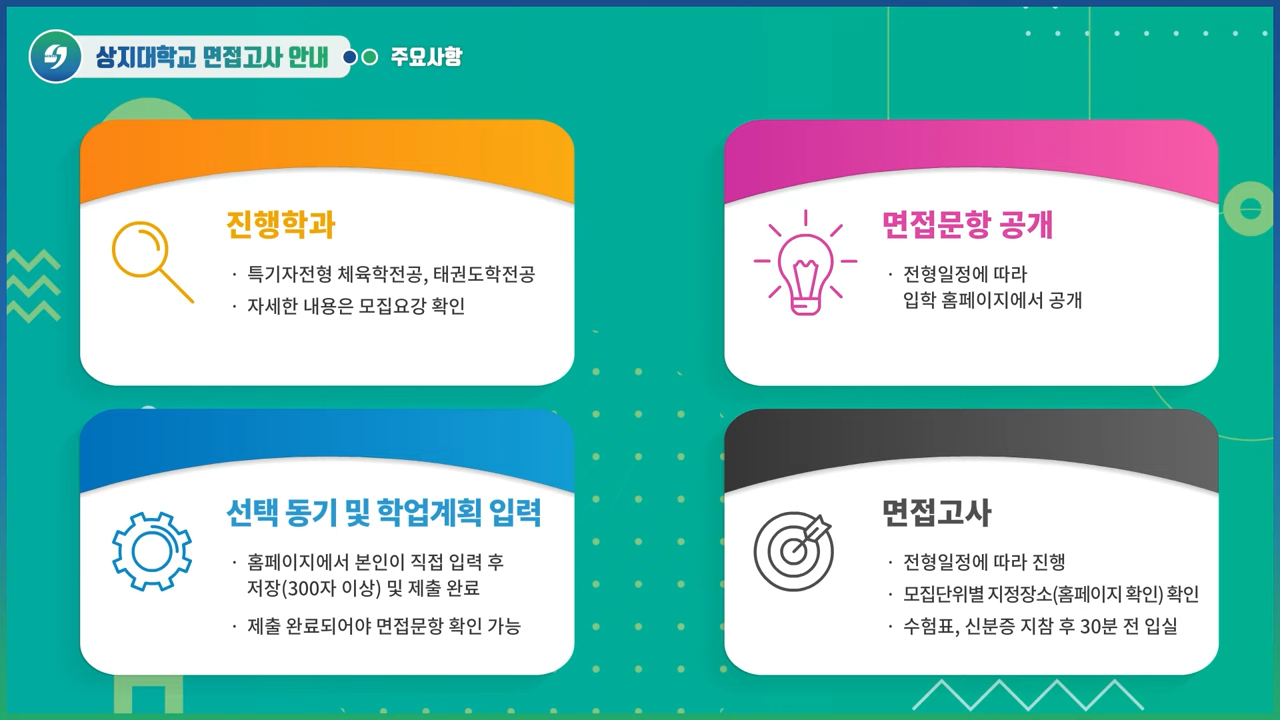 상지대학교 면접고사 안내 주요사항
진행학과
· 특기자전형 체육학전공, 태권도학전공
· 자세한 내용은 모집요강 확인
면접문항 공개
· 전형일정에 따라
입학 홈페이지에서 공개
선택 동기 및 학업계획 입력
· 홈페이지에서 본인이 직접 입력 후
저장(300자 이상) 및 제출 완료
· 제출 완료되어야 면접문항 확인 가능
면접고사
· 전형일정에 따라 진행
· 모집단위별 지정장소(홈페이지 확인) 확인
· 수험표, 신분증 지참 후 30분 전 입실